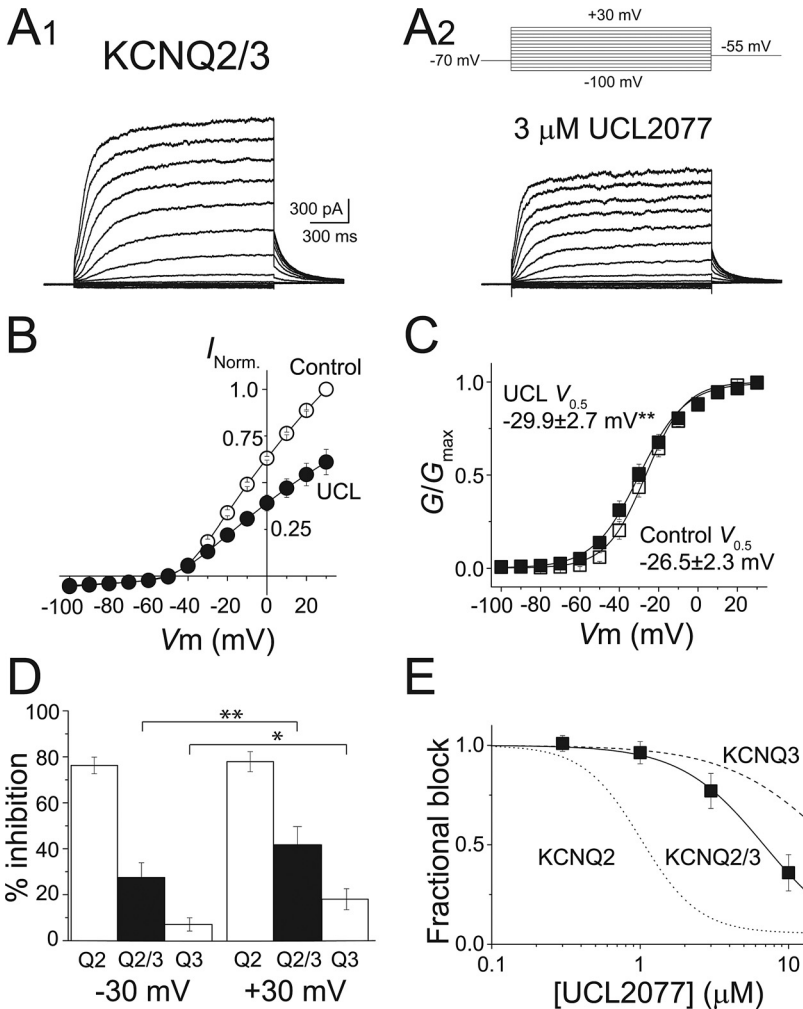 A1
KCNQ2/3
300 pA
300 ms
A2
+30 mV
-70 mV
-55 mV
-100 mV
3 μM UCL2077
B
INorm.
Control
1.0
0.75
UCL
0.25
-100 -80 -60 -40 -20 0 20
Vm (mV)
C
UCL V0.5
-29.9±2.7 mV**
Control V0.5
-26.5±2.3 mV
G/Gmax
1.0
0.5
0.0
-100 -80 -60 -40 -20 0 20
Vm (mV)
D
% inhibition
100
80
60
40
20
0
**
*
Q2 Q2/3 Q3 Q2 Q2/3 Q3
-30 mV +30 mV
E
Fractional block
1.0
0.5
0.0
KCNQ3
KCNQ2 KCNQ2/3
0.1 1 10
[UCL2077] (μM)